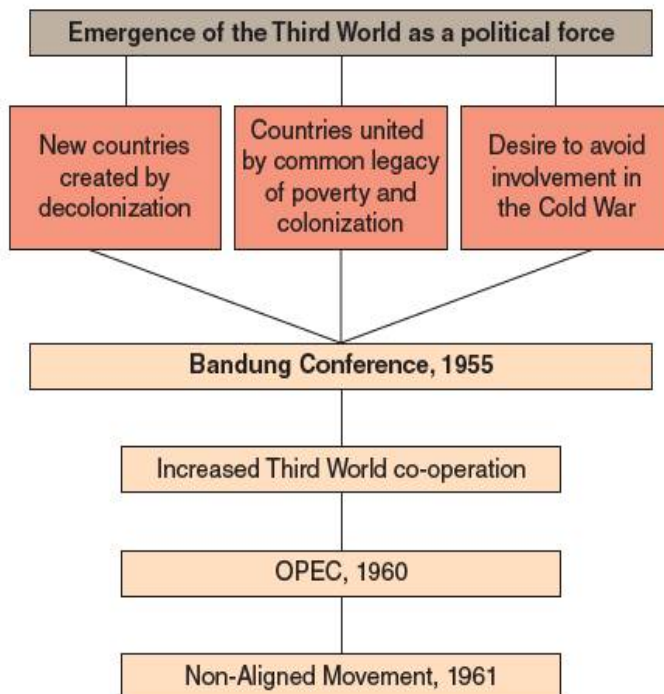 Emergence of the Third World as a political force
New countries
created by
decolonization
Countries united
by common legacy
of poverty and
colonization
Desire to avoid
involvement in
the Cold War
Bandung Conference, 1955
Increased Third World co-operation
OPEC, 1960
Non-Aligned Movement, 1961